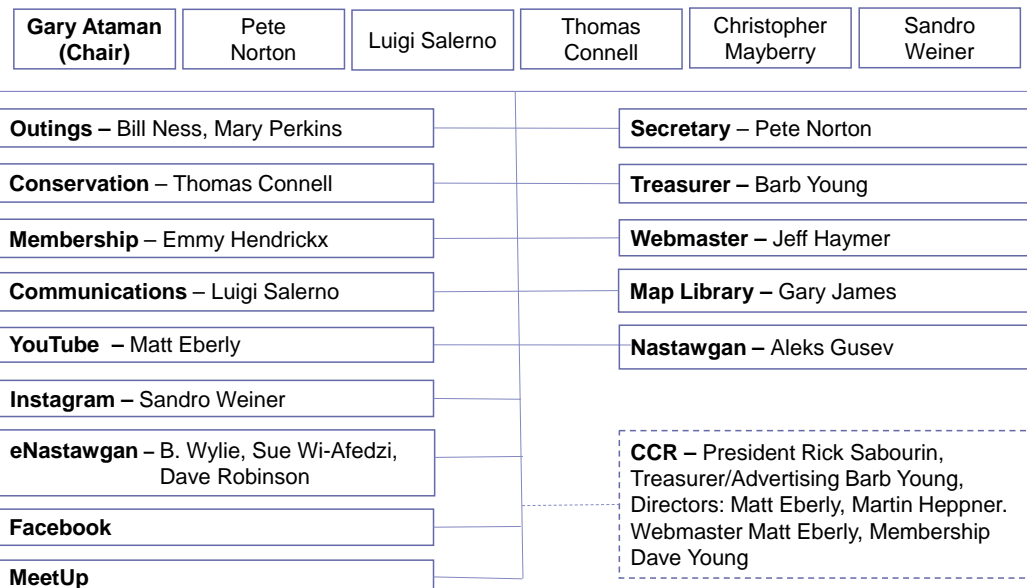 Gary Ataman
(Chair)
Pete
Norton
Luigi Salerno
Thomas
Connell
Christopher
Mayberry
Sandro
Weiner
Outings – Bill Ness, Mary Perkins
Conservation – Thomas Connell
Membership – Emmy Hendrickx
Communications – Luigi Salerno
YouTube – Matt Eberly
Instagram – Sandro Weiner
eNastawgan – B. Wylie, Sue Wi-Afedzi,
Dave Robinson
Facebook
MeetUp
Secretary – Pete Norton
Treasurer – Barb Young
Webmaster – Jeff Haymer
Map Library – Gary James
Nastawgan – Aleks Gusev
CCR – President Rick Sabourin,
Treasurer/Advertising Barb Young,
Directors: Matt Eberly, Martin Heppner.
Webmaster Matt Eberly, Membership
Dave Young